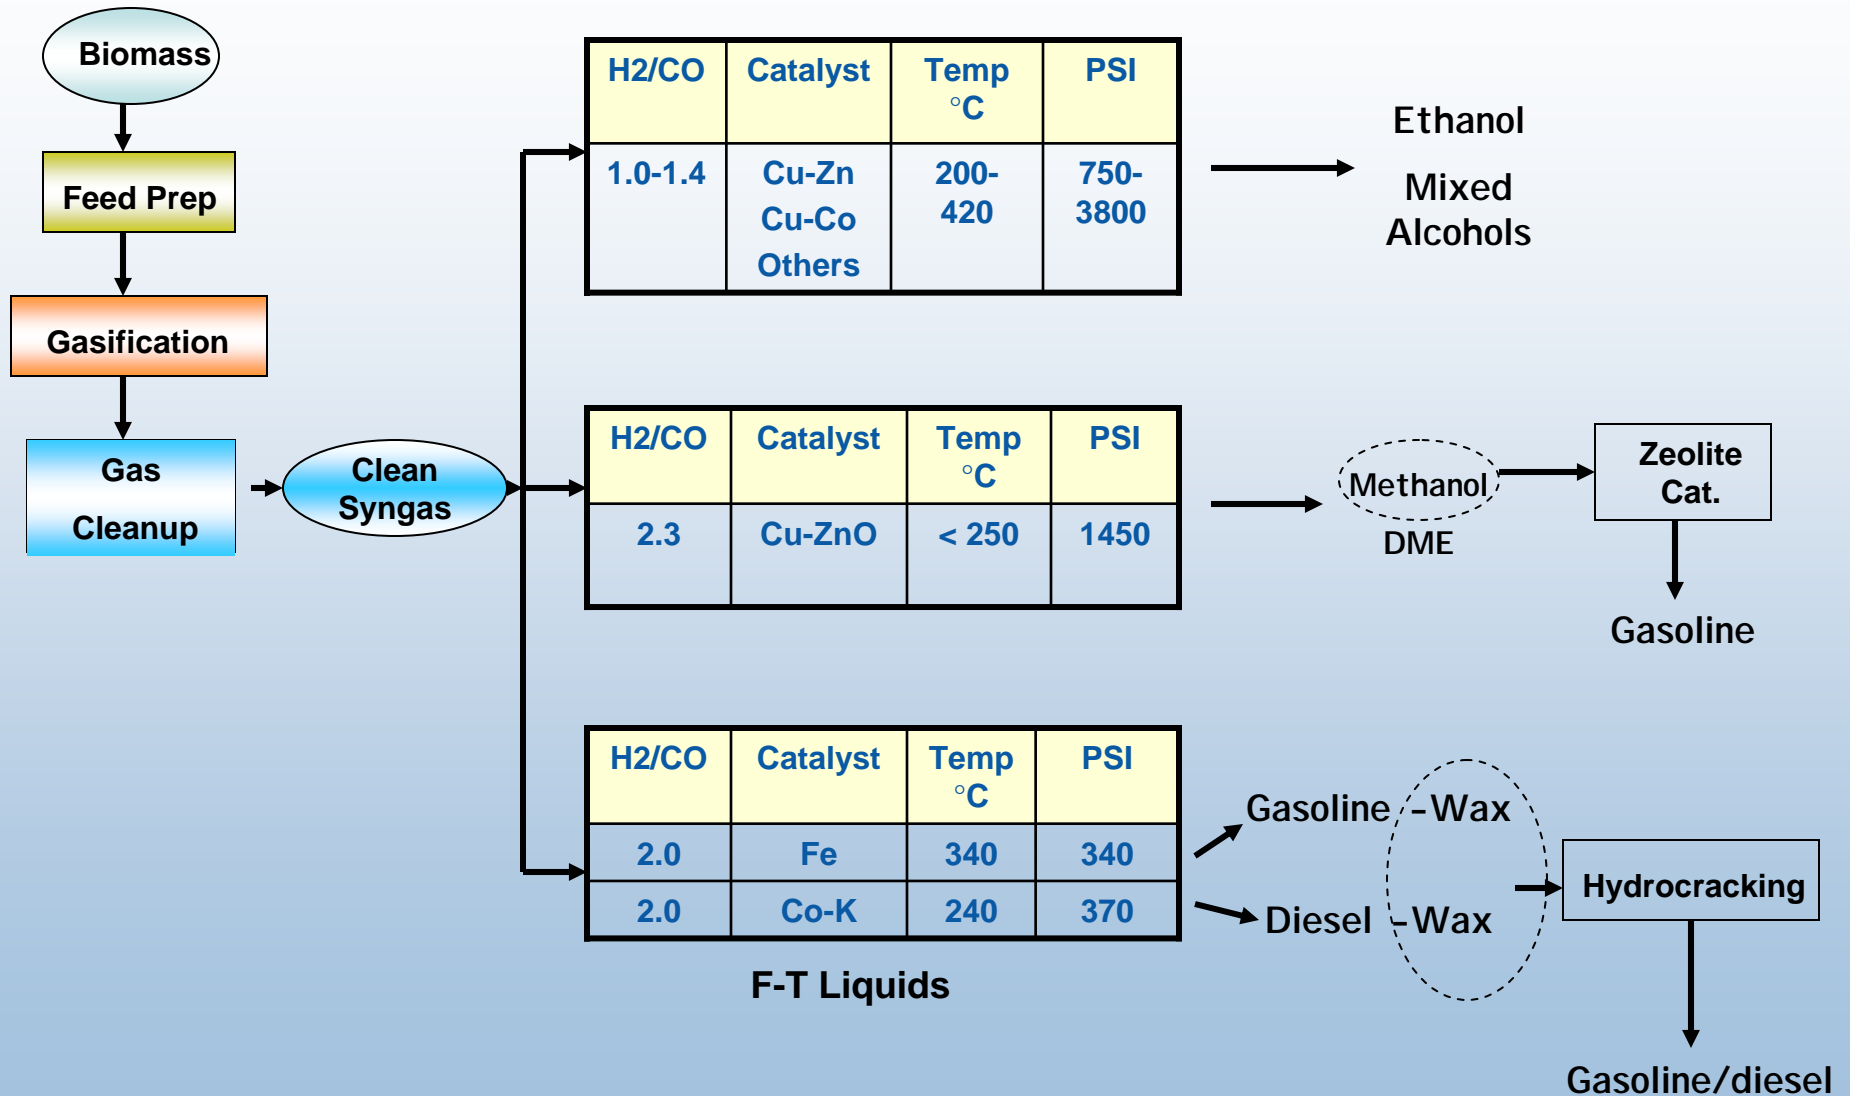 Biomass
Feed Prep
Gasification
Gas
Cleanup
Clean
Syngas
H2/CO Catalyst Temp °C PSI
1.0-1.4 Cu-Zn Cu-Co Others 200-420 750-3800
Ethanol
Mixed
Alcohols
H2/CO Catalyst Temp °C PSI
2.3 Cu-ZnO < 250 1450
Methanol
DME
Zeolite
Cat.
Gasoline
H2/CO Catalyst Temp °C PSI
2.0 Fe 340 340
2.0 Co-K 240 370
F-T Liquids
Gasoline –Wax
Diesel –Wax
Hydrocracking
Gasoline/diesel